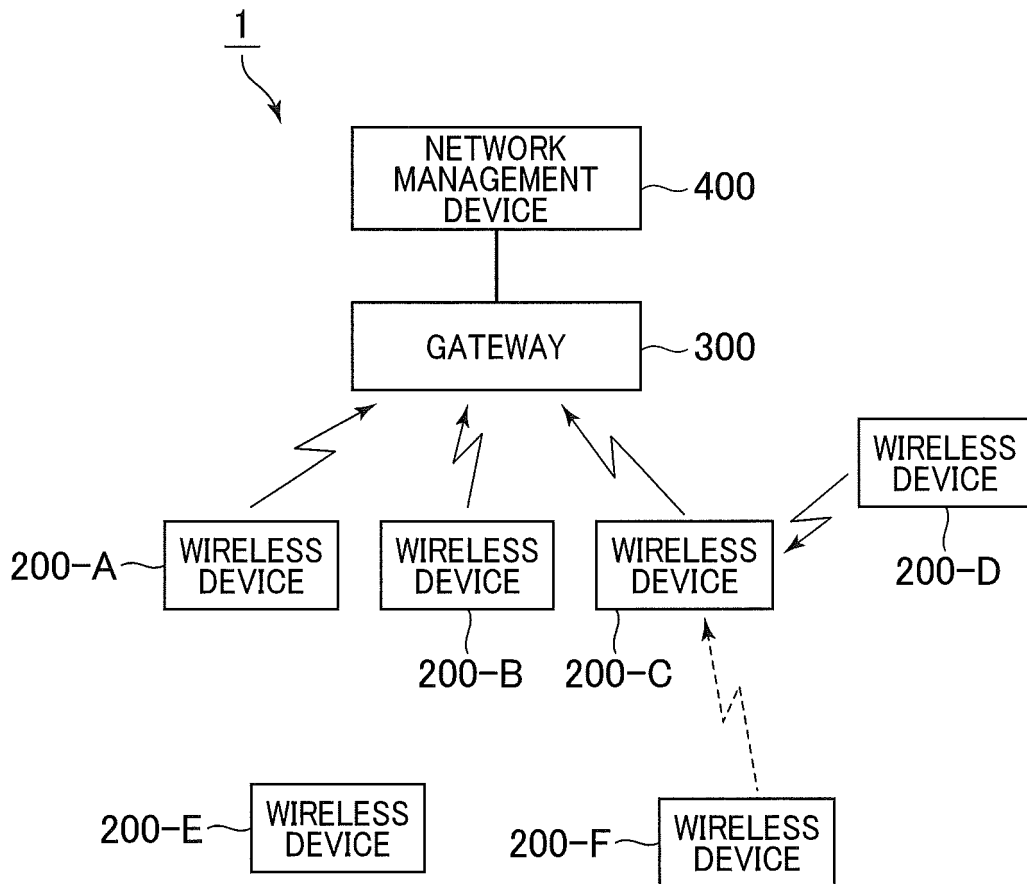 1
NETWORK
MANAGEMENT
DEVICE
400
GATEWAY
300
WIRELESS
DEVICE
200-D
WIRELESS
DEVICE
200-A
WIRELESS
DEVICE
200-B
WIRELESS
DEVICE
200-C
WIRELESS
DEVICE
200-E
WIRELESS
DEVICE
200-F